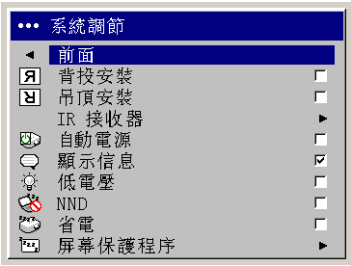 ••• 系統調節
前面
背投安裝
吊頂安裝
IR 接收器
自動電源
顯示信息
低電壓
NND
省電
屏幕保護程序